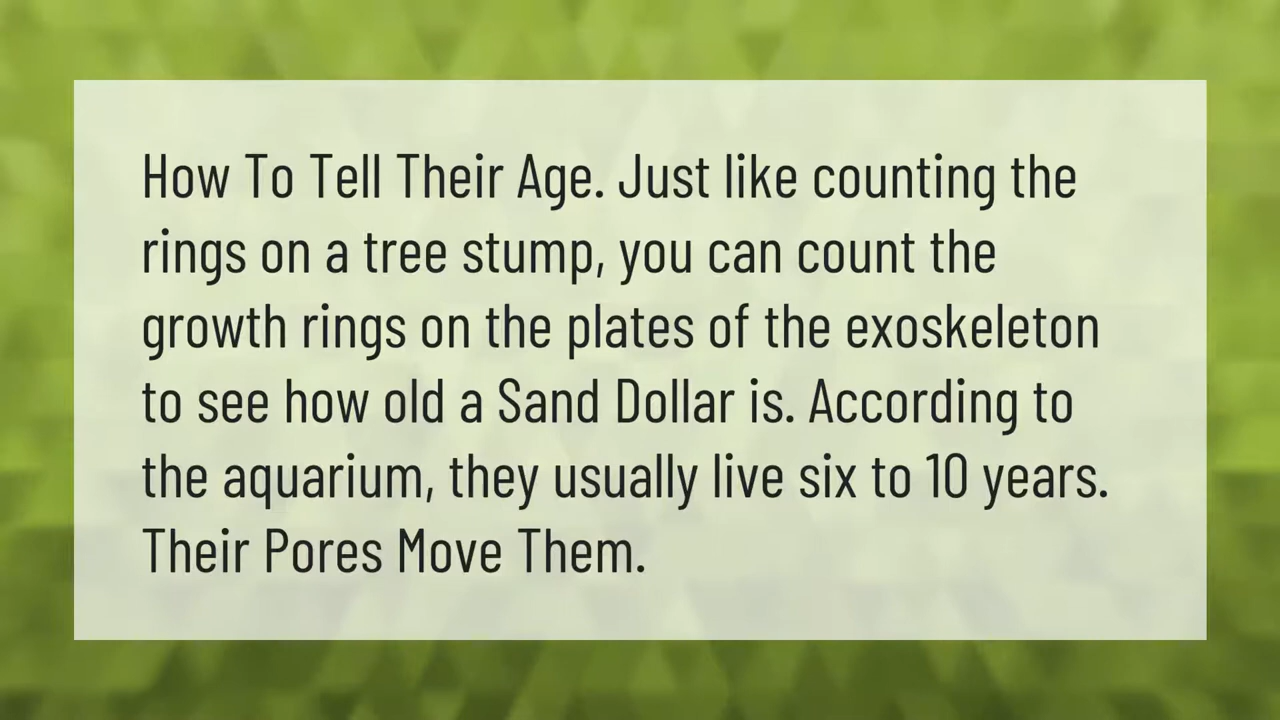 How To Tell Their Age. Just like counting the
rings on a tree stump, you can count the
growth rings on the plates of the exoskeleton
to see how old a Sand Dollar is. According to
the aquarium, they usually live six to 10 years.
Their Pores Move Them.